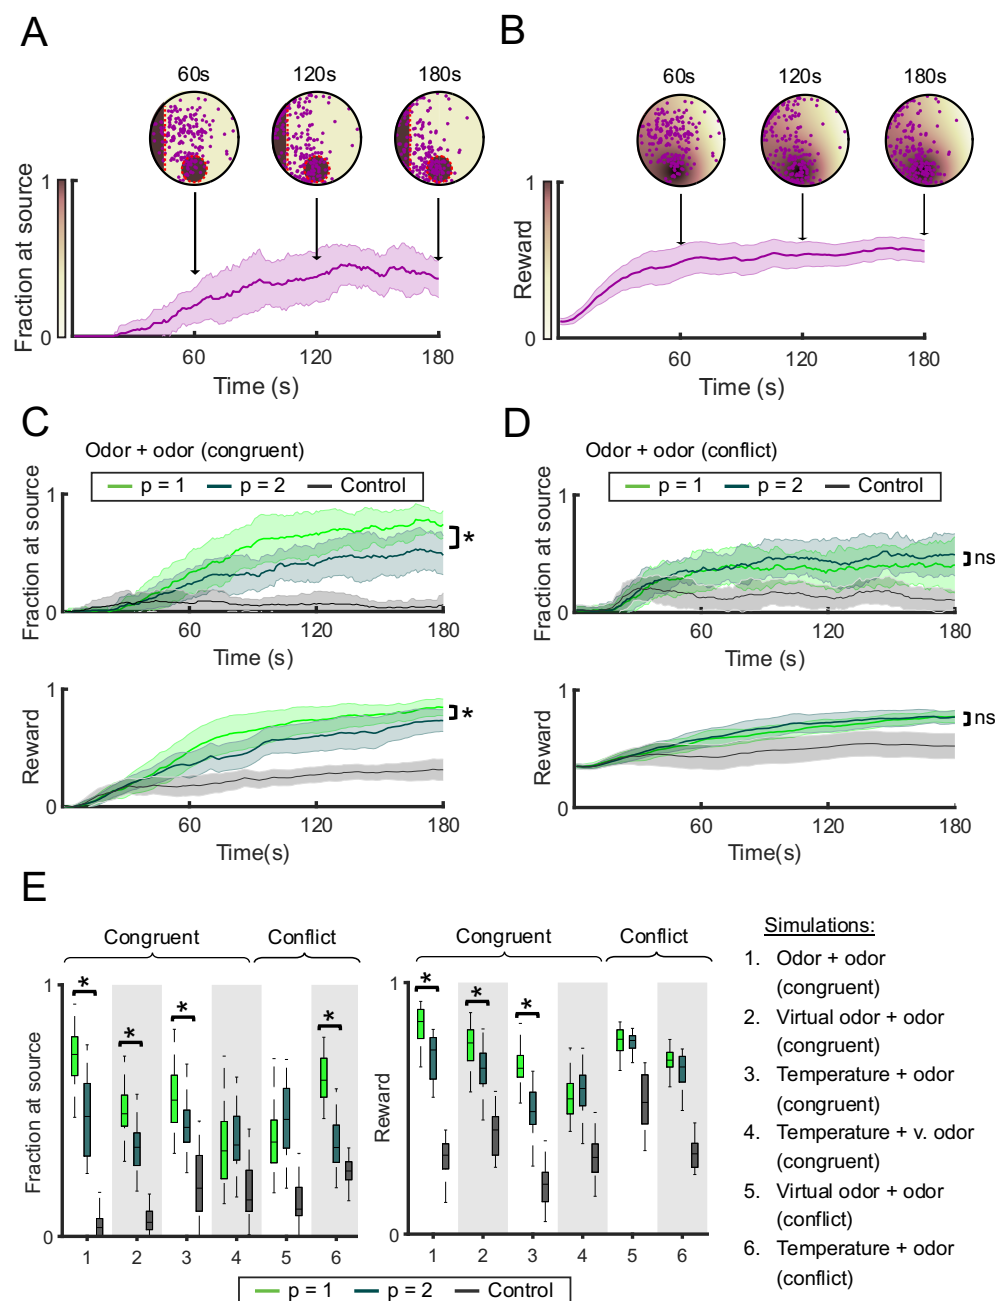 A
60s
120s
180s
1
Fraction at source
0
60
120
180
Time (s)
B
60s
120s
180s
1
Reward
0
60
120
180
Time (s)
C
Odor + odor (congruent)
p = 1
p = 2
Control
1
Fraction at source
*
0
60
120
180
Time (s)
1
Reward
*
0
60
120
180
Time(s)
D
Odor + odor (conflict)
p = 1
p = 2
Control
1
Fraction at source
ns
0
60
120
180
Time (s)
1
Reward
ns
0
60
120
180
Time(s)
E
Congruent
Conflict
1
Fraction at source
* * * *
0
1 2 3 4 5 6
Congruent
Conflict
1
Reward
* * *
0
1 2 3 4 5 6
p = 1
p = 2
Control
Simulations:
1. Odor + odor
(congruent)
2. Virtual odor + odor
(congruent)
3. Temperature + odor
(congruent)
4. Temperature + v. odor
(congruent)
5. Virtual odor + odor
(conflict)
6. Temperature + odor
(conflict)